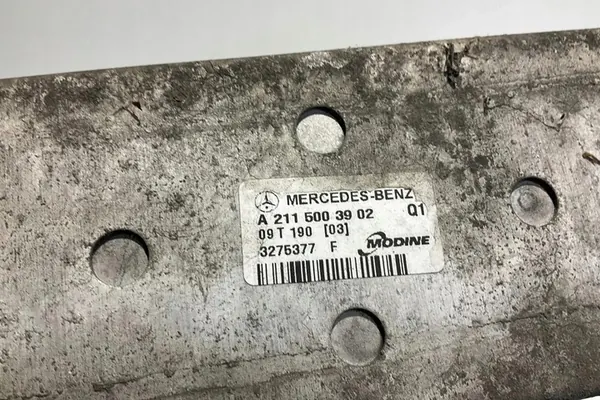 MERCEDES-BENZ
A 211 500 39 02 Q1
09 T 190 [03]
3275377 F MODINE